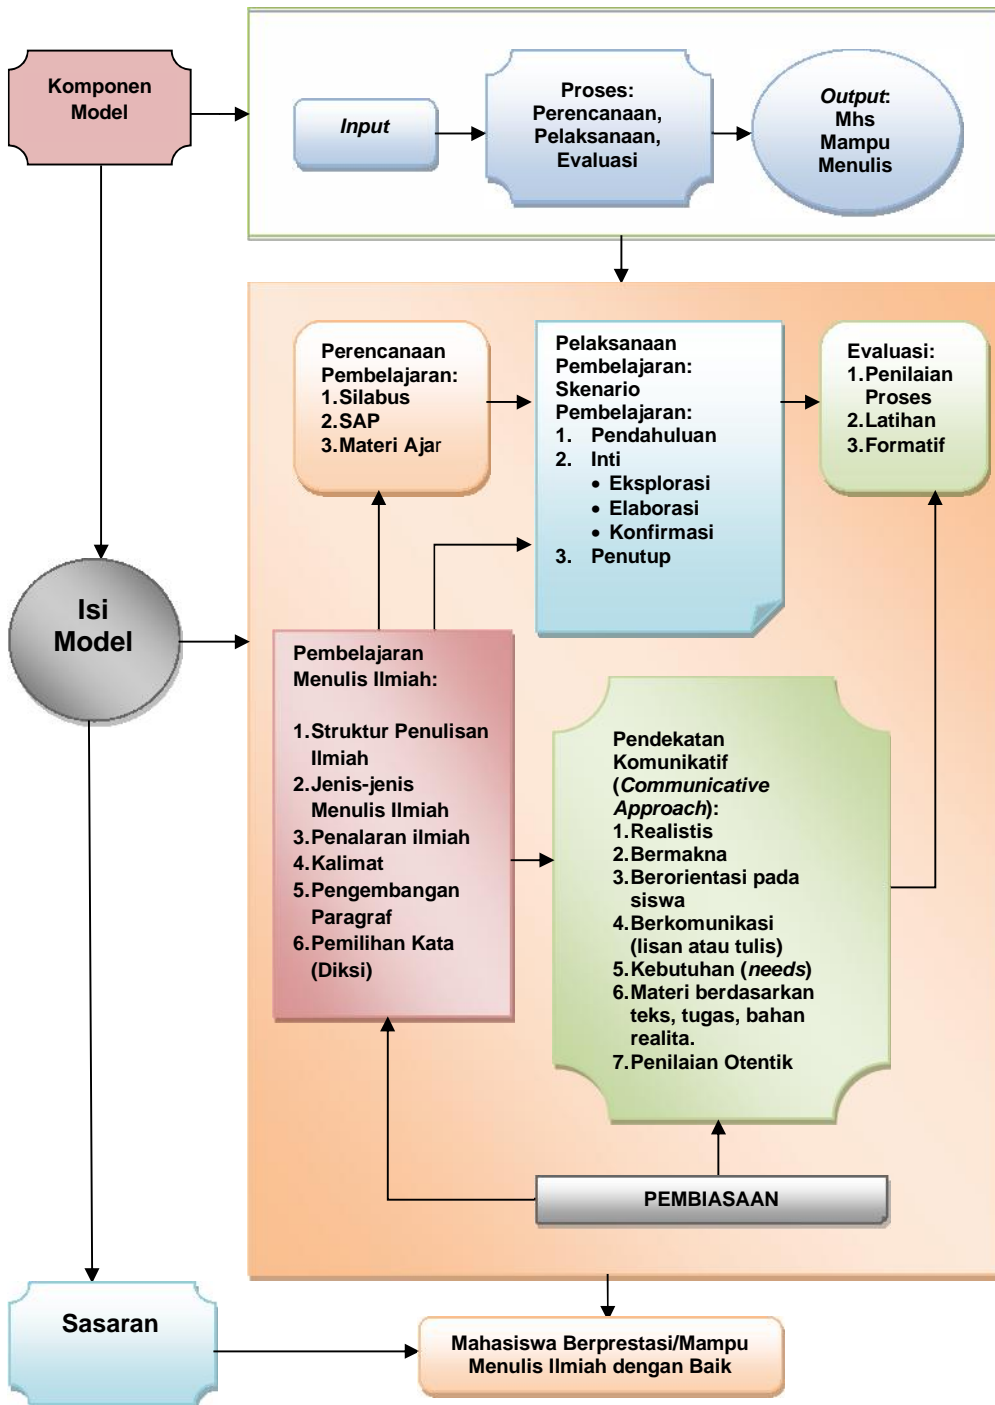 Komponen
Model
Input
Proses:
Perencanaan,
Pelaksanaan,
Evaluasi
Output:
Mhs
Mampu
Menulis
Perencanaan
Pembelajaran:
1.Silabus
2.SAP
3.Materi Ajar
Pelaksanaan
Pembelajaran:
Skenario
Pembelajaran:
1. Pendahuluan
2. Inti
• Eksplorasi
• Elaborasi
• Konfirmasi
3. Penutup
Evaluasi:
1.Penilaian
Proses
2.Latihan
3.Formatif
Isi
Model
Pembelajaran
Menulis Ilmiah:
1.Struktur Penulisan
Ilmiah
2.Jenis-jenis
Menulis Ilmiah
3.Penalaran ilmiah
4.Kalimat
5.Pengembangan
Paragraf
6.Pemilihan Kata
(Diksi)
Pendekatan
Komunikatif
(Communicative
Approach):
1.Realistis
2.Bermakna
3.Berorientasi pada
siswa
4.Berkomunikasi
(lisan atau tulis)
5.Kebutuhan (needs)
6.Materi berdasarkan
teks, tugas, bahan
realita.
7.Penilaian Otentik
PEMBIASAAN
Sasaran
Mahasiswa Berprestasi/Mampu
Menulis Ilmiah dengan Baik